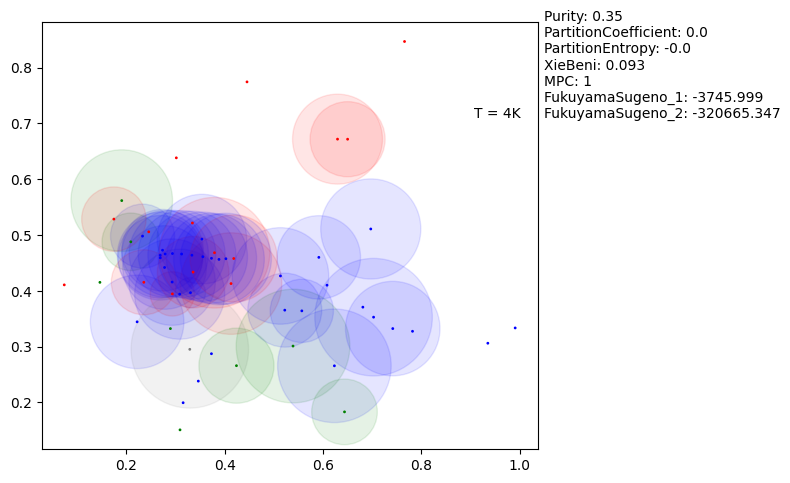 Purity: 0.35
PartitionCoefficient: 0.0
PartitionEntropy: -0.0
XieBeni: 0.093
MPC: 1
FukuyamaSugeno_1: -3745.999
FukuyamaSugeno_2: -320665.347
T = 4K
0.8
0.7
0.6
0.5
0.4
0.3
0.2
0.2 0.4 0.6 0.8 1.0